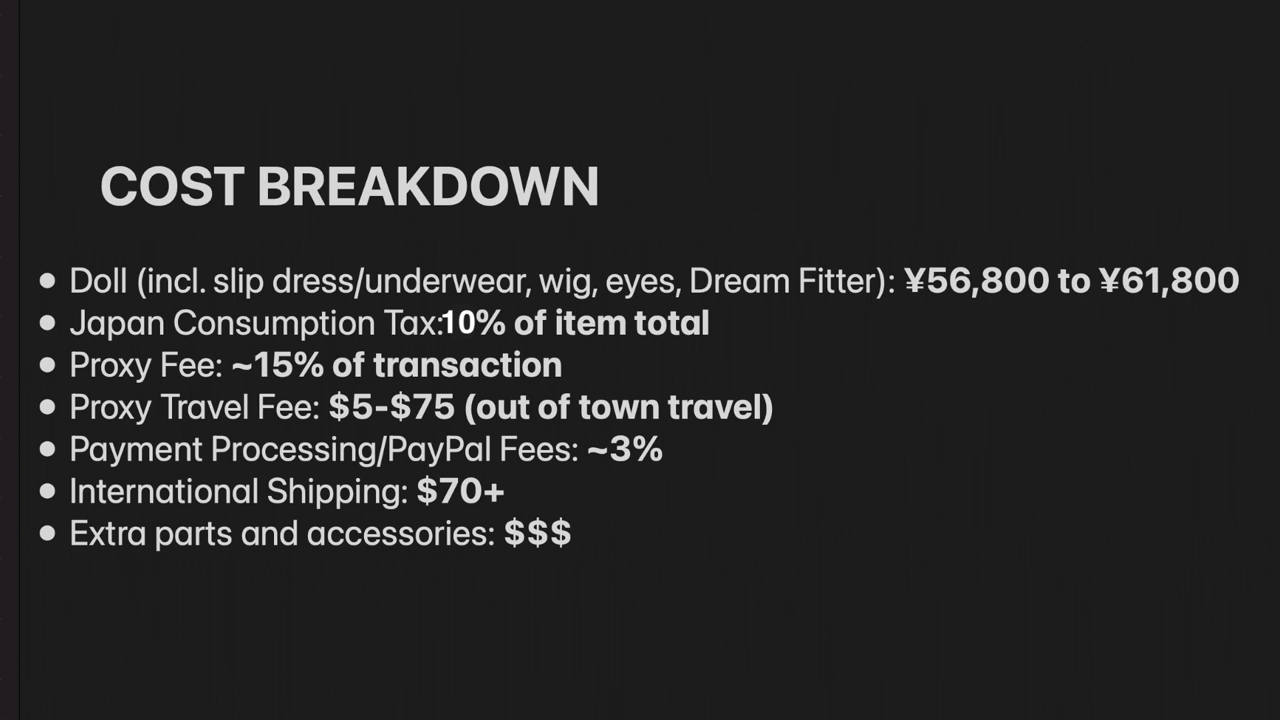 COST BREAKDOWN
• Doll (incl. slip dress/underwear, wig, eyes, Dream Fitter): ¥56,800 to ¥61,800
• Japan Consumption Tax:10% of item total
• Proxy Fee: ~15% of transaction
• Proxy Travel Fee: $5-$75 (out of town travel)
• Payment Processing/PayPal Fees: ~3%
• International Shipping: $70+
• Extra parts and accessories: $$$